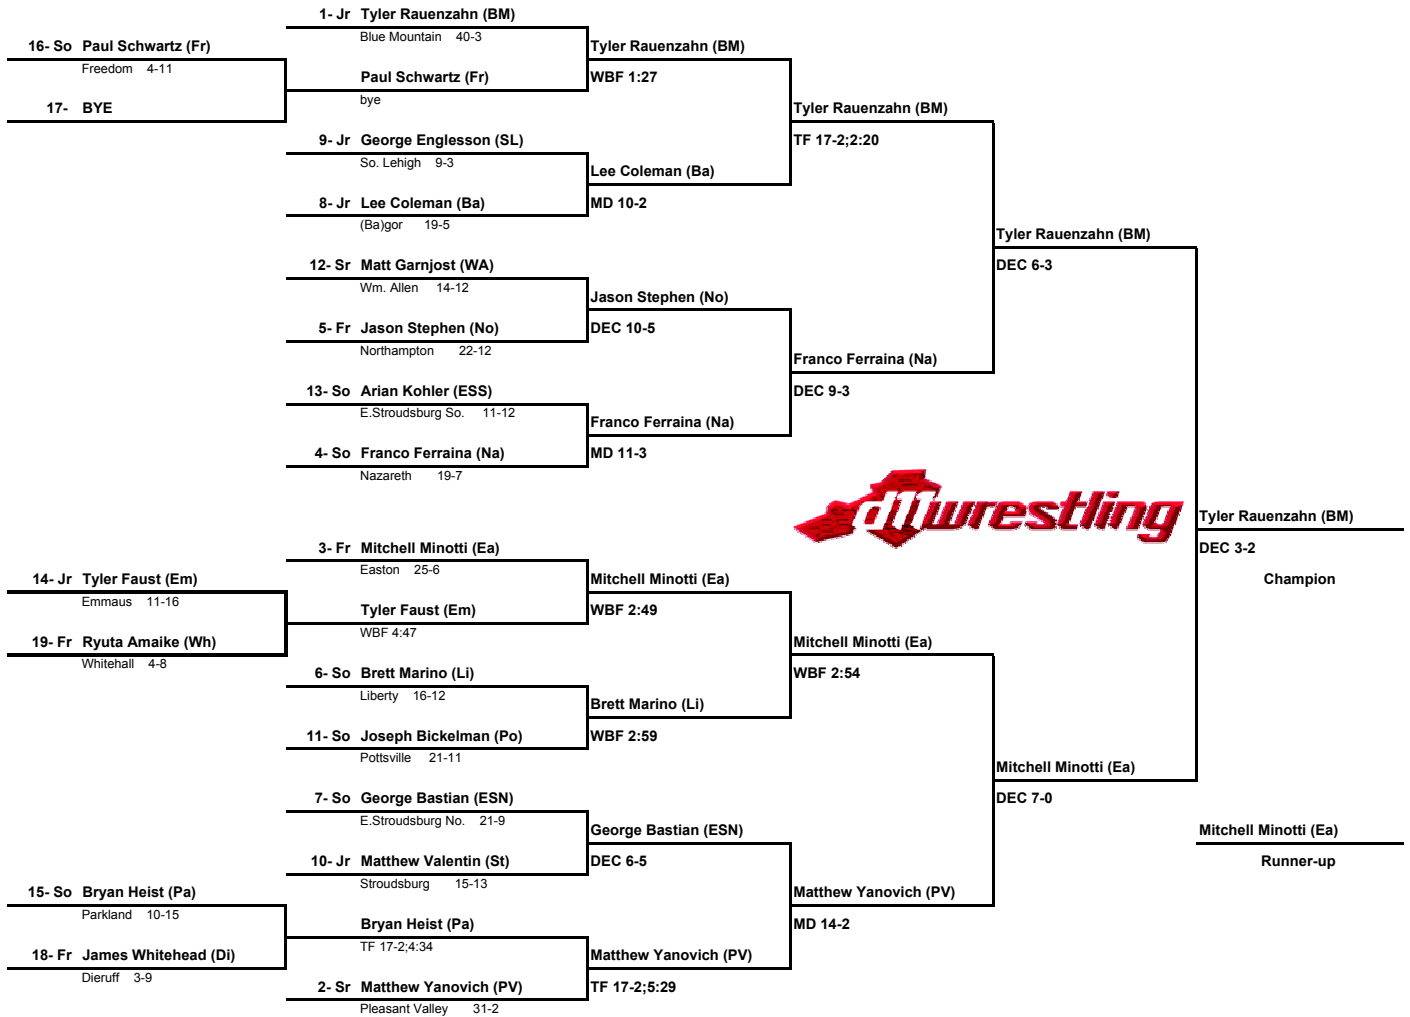 1- Jr Tyler Rauenzahn (BM)
Blue Mountain 40-3
16- So Paul Schwartz (Fr)
Freedom 4-11
Tyler Rauenzahn (BM)
WBF 1:27
Paul Schwartz (Fr)
bye
17- BYE
Tyler Rauenzahn (BM)
TF 17-2;2:20
9- Jr George Englesson (SL)
So. Lehigh 9-3
Lee Coleman (Ba)
MD 10-2
8- Jr Lee Coleman (Ba)
(Ba)gor 19-5
Tyler Rauenzahn (BM)
DEC 6-3
12- Sr Matt Garnjost (WA)
Wm. Allen 14-12
Jason Stephen (No)
DEC 10-5
5- Fr Jason Stephen (No)
Northampton 22-12
Franco Ferraina (Na)
DEC 9-3
13- So Arian Kohler (ESS)
E.Stroudsburg So. 11-12
Franco Ferraina (Na)
MD 11-3
4- So Franco Ferraina (Na)
Nazareth 19-7
d11wrestling
Tyler Rauenzahn (BM)
DEC 3-2
Champion
3- Fr Mitchell Minotti (Ea)
Easton 25-6
14- Jr Tyler Faust (Em)
Emmaus 11-16
Mitchell Minotti (Ea)
WBF 2:49
Tyler Faust (Em)
WBF 4:47
19- Fr Ryuta Amaike (Wh)
Whitehall 4-8
Mitchell Minotti (Ea)
WBF 2:54
6- So Brett Marino (Li)
Liberty 16-12
Brett Marino (Li)
WBF 2:59
11- So Joseph Bickelman (Po)
Pottsville 21-11
Mitchell Minotti (Ea)
DEC 7-0
7- So George Bastian (ESN)
E.Stroudsburg No. 21-9
George Bastian (ESN)
DEC 6-5
Mitchell Minotti (Ea)
Runner-up
10- Jr Matthew Valentin (St)
Stroudsburg 15-13
15- So Bryan Heist (Pa)
Parkland 10-15
Matthew Yanovich (PV)
MD 14-2
Bryan Heist (Pa)
TF 17-2;4:34
18- Fr James Whitehead (Di)
Dieruff 3-9
Matthew Yanovich (PV)
TF 17-2;5:29
2- Sr Matthew Yanovich (PV)
Pleasant Valley 31-2